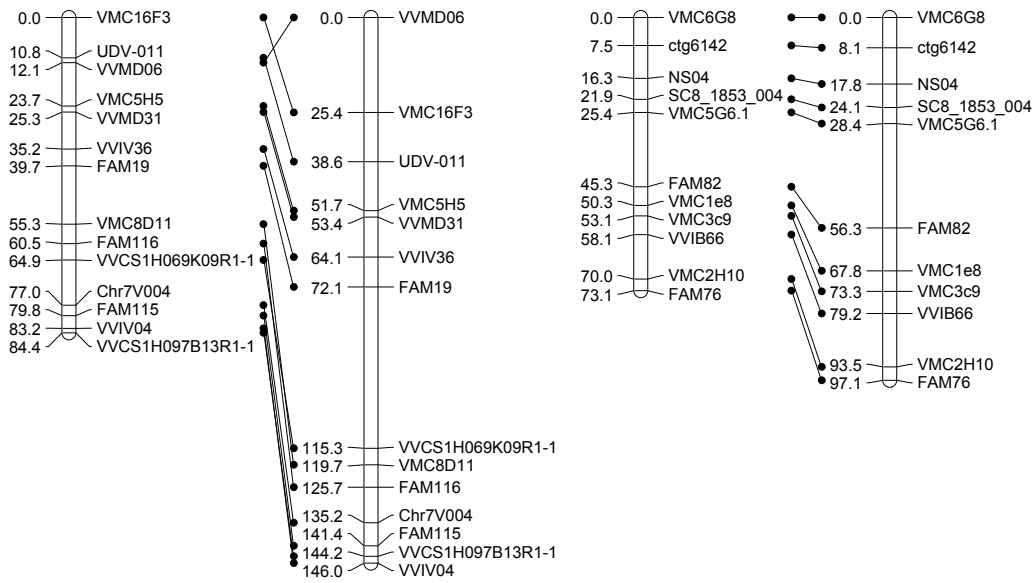 0.0 VMC16F3
10.8 UDV-011
12.1 VVMD06
23.7 VMC5H5
25.3 VVMD31
35.2 VVIV36
39.7 FAM19
55.3 VMC8D11
60.5 FAM116
64.9 VVCS1H069K09R1-1
77.0 Chr7V004
79.8 FAM115
83.2 VVIV04
84.4 VVCS1H097B13R1-1
0.0 VVMD06
25.4 VMC16F3
38.6 UDV-011
51.7 VMC5H5
53.4 VVMD31
64.1 VVIV36
72.1 FAM19
115.3 VVCS1H069K09R1-1
119.7 VMC8D11
125.7 FAM116
135.2 Chr7V004
141.4 FAM115
144.2 VVCS1H097B13R1-1
146.0 VVIV04
0.0 VMC6G8
7.5 ctg6142
16.3 NS04
21.9 SC8_1853_004
25.4 VMC5G6.1
45.3 FAM82
50.3 VMC1e8
53.1 VMC3c9
58.1 VVIB66
70.0 VMC2H10
73.1 FAM76
0.0 VMC6G8
8.1 ctg6142
17.8 NS04
24.1 SC8_1853_004
28.4 VMC5G6.1
56.3 FAM82
67.8 VMC1e8
73.3 VMC3c9
79.2 VVIB66
93.5 VMC2H10
97.1 FAM76